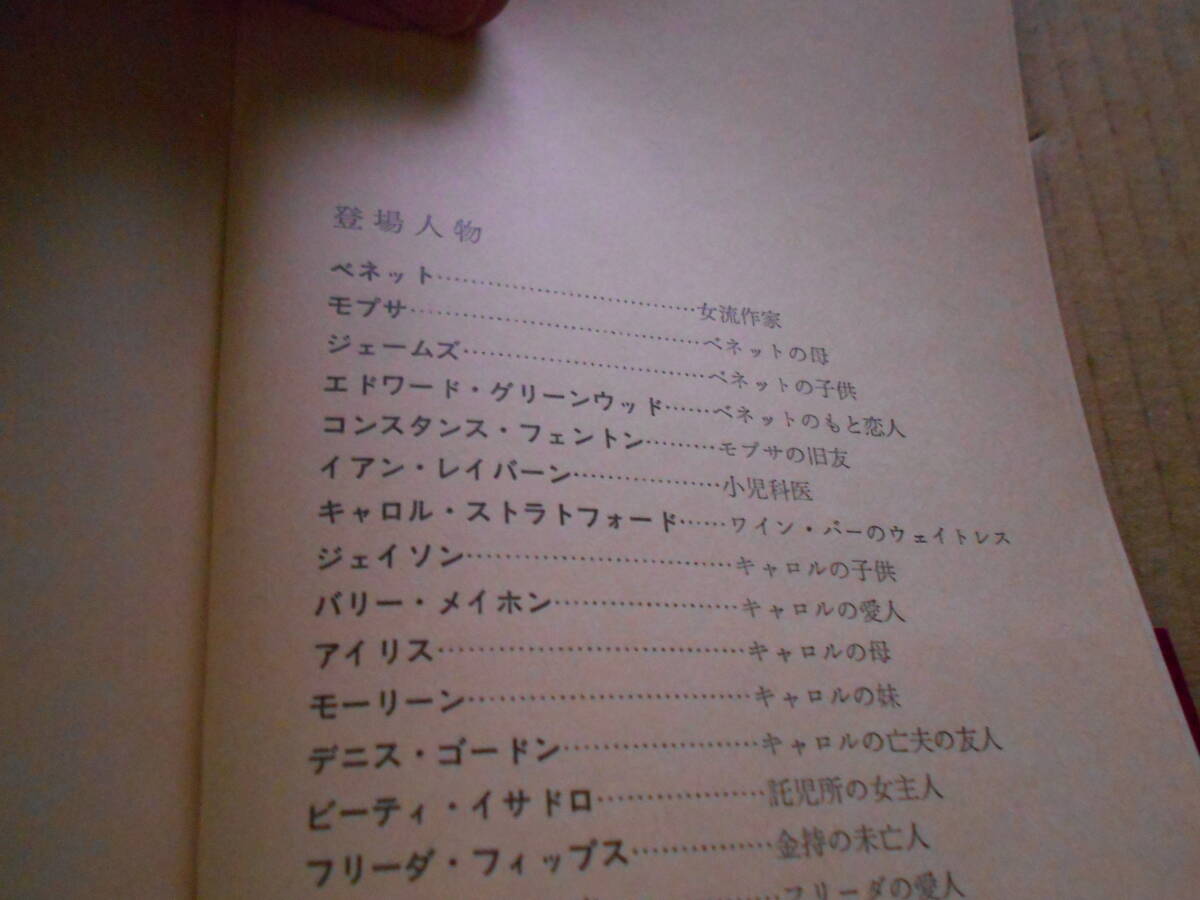 登場人物
ベネット……………………………女流作家
モプサ………………………………ベネットの母
ジェームズ…………………………ベネットの子供
エドワード・グリーンウッド……ベネットのもと恋人
コンスタンス・フェントン………モプサの旧友
イアン・レイバーン………………小児科医
キャロル・ストラトフォード……ワイン・バーのウェイトレス
ジェイソン…………………………キャロルの子供
バリー・メイホン…………………キャロルの愛人
アイリス……………………………キャロルの母
モーリーン…………………………キャロルの妹
デニス・ゴードン…………………キャロルの亡夫の友人
ビーティ・イサドロ………………託児所の女主人
フリーダ・フィップス……………金持の未亡人
……………フリーダの愛人